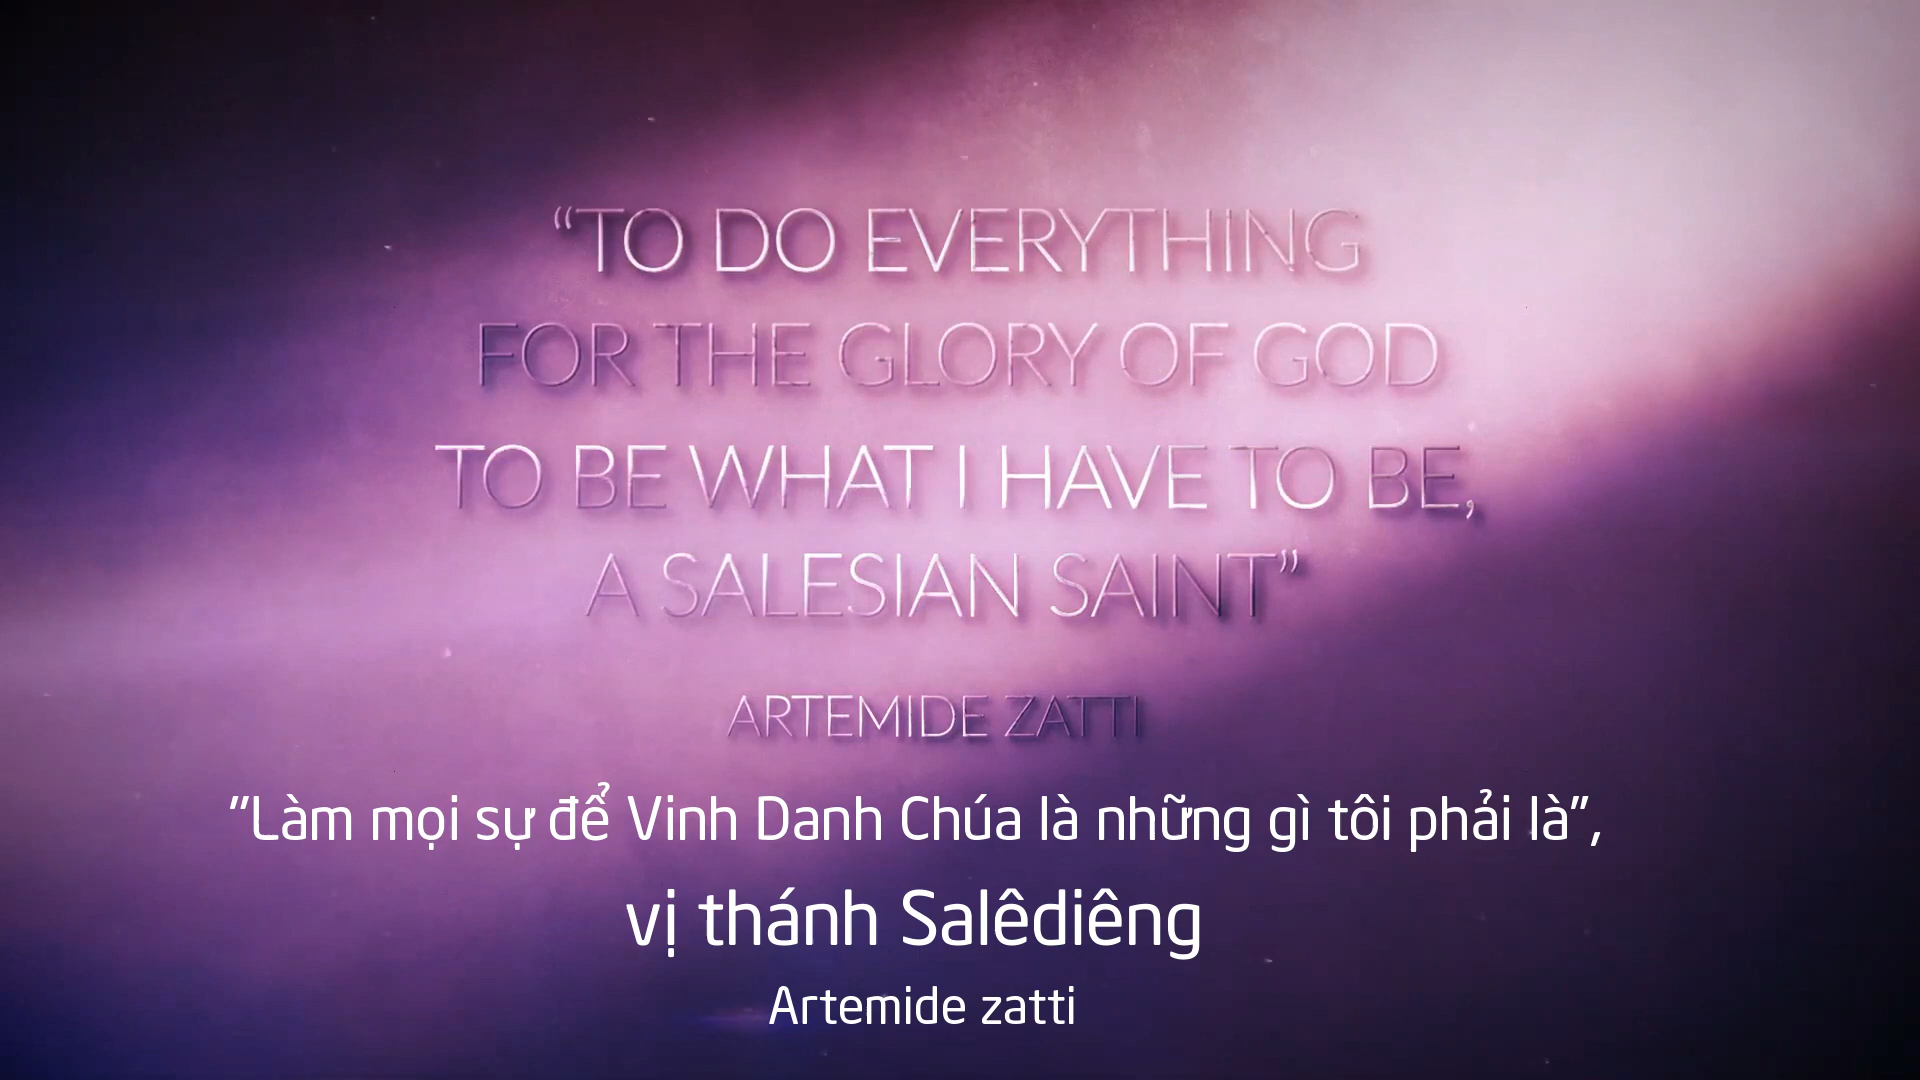 “TO DO EVERYTHING
FOR THE GLORY OF GOD
TO BE WHAT I HAVE TO BE,
A SALESIAN SAINT”
ARTEMIDE ZATTI
“Làm mọi sự để Vinh Danh Chúa là những gì tôi phải là”,
vị thánh Salêdiêng
Artemide zatti